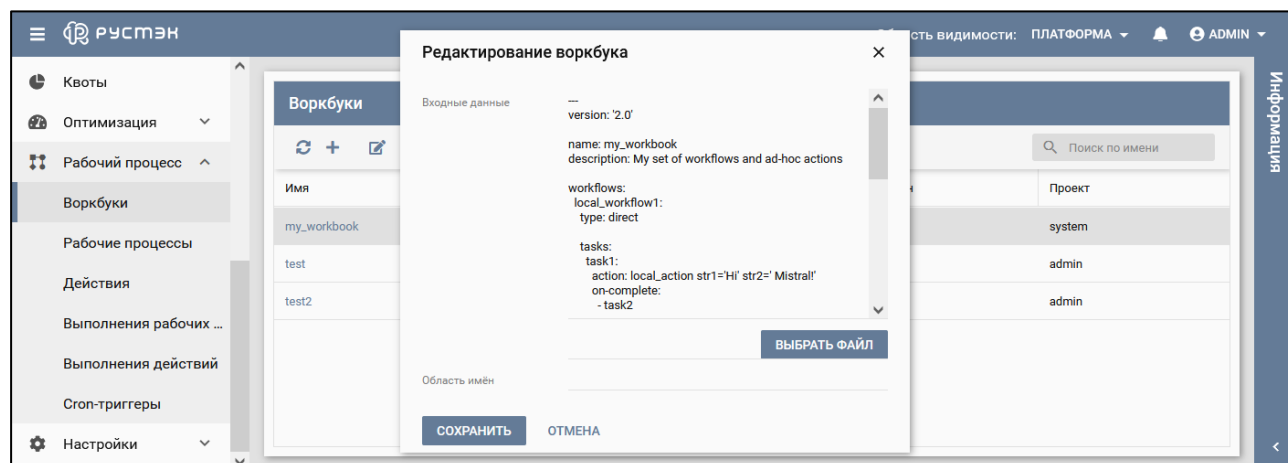 РУСТЭК
сть видимости: ПЛАТФОРМА
ADMIN
Квоты
Оптимизация
Рабочий процесс
Воркбуки
Рабочие процессы
Действия
Выполнения рабочих ...
Выполнения действий
Cron-триггеры
Настройки
Воркбуки
Поиск по имени
Имя
Проект
my_workbook
system
test
admin
test2
admin
Редактирование воркбука
Входные данные
---
version: '2.0'
name: my_workbook
description: My set of workflows and ad-hoc actions
workflows:
local_workflow1:
type: direct
tasks:
task1:
action: local_action str1='Hi' str2=' Mistral!'
on-complete:
- task2
ВЫБРАТЬ ФАЙЛ
Область имён
СОХРАНИТЬ ОТМЕНА
Информация